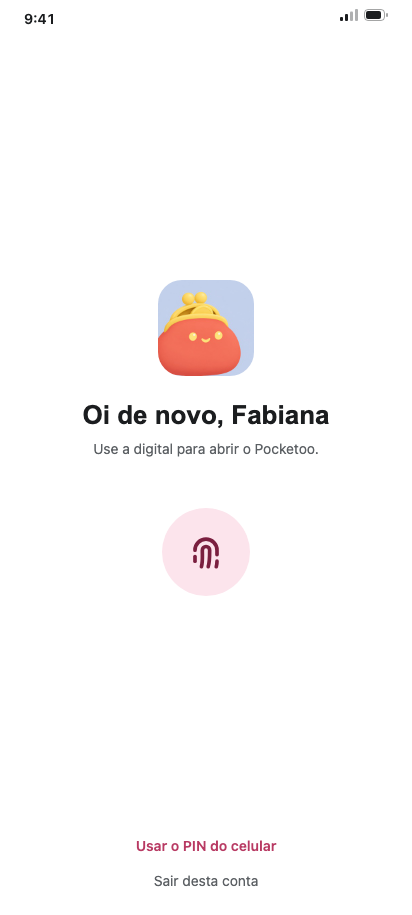 9:41
Oi de novo, Fabiana
Use a digital para abrir o Pocketoo.
Usar o PIN do celular
Sair desta conta